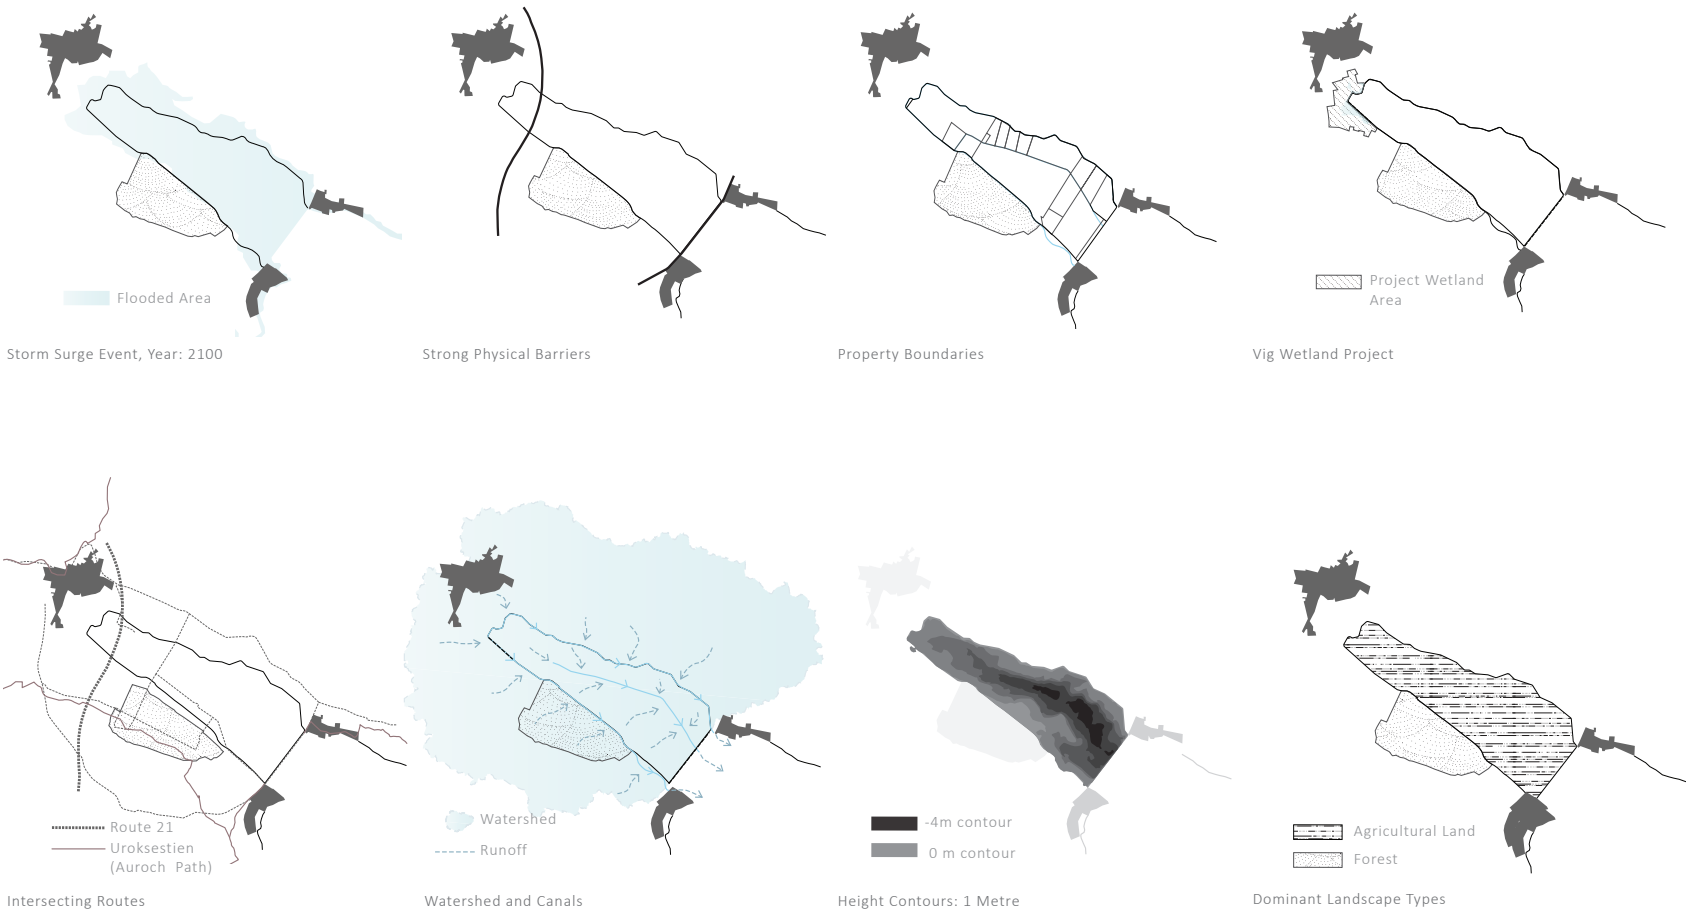 Flooded Area
Storm Surge Event, Year: 2100
Strong Physical Barriers
Property Boundaries
Project Wetland
Area
Vig Wetland Project
Route 21
Uroksestien
(Auroch Path)
Intersecting Routes
Watershed
Runoff
Watershed and Canals
-4m contour
0 m contour
Height Contours: 1 Metre
Agricultural Land
Forest
Dominant Landscape Types